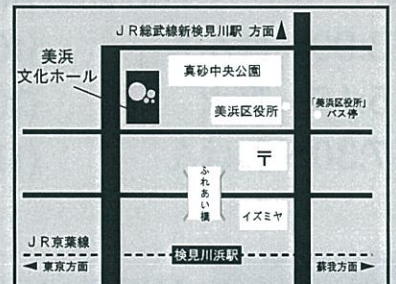 JR総武線新検見川駅 方面
美浜
文化ホール
真砂中央公園
美浜区役所
「美浜区役所」
バス停
〒
ふれあい橋
イズミヤ
JR京葉線
検見川浜駅
東京方面
蘇我方面